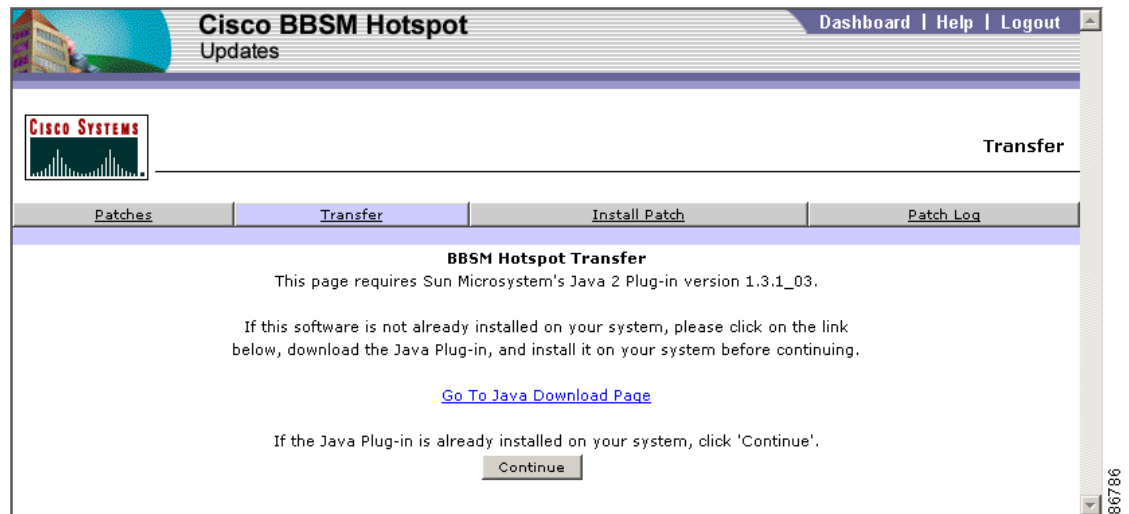 Cisco BBSM Hotspot
Updates
Dashboard | Help | Logout
CISCO SYSTEMS
Transfer
Patches Transfer Install Patch Patch Log
BBSM Hotspot Transfer
This page requires Sun Microsystem's Java 2 Plug-in version 1.3.1_03.
If this software is not already installed on your system, please click on the link
below, download the Java Plug-in, and install it on your system before continuing.
Go To Java Download Page
If the Java Plug-in is already installed on your system, click 'Continue'.
Continue
86786